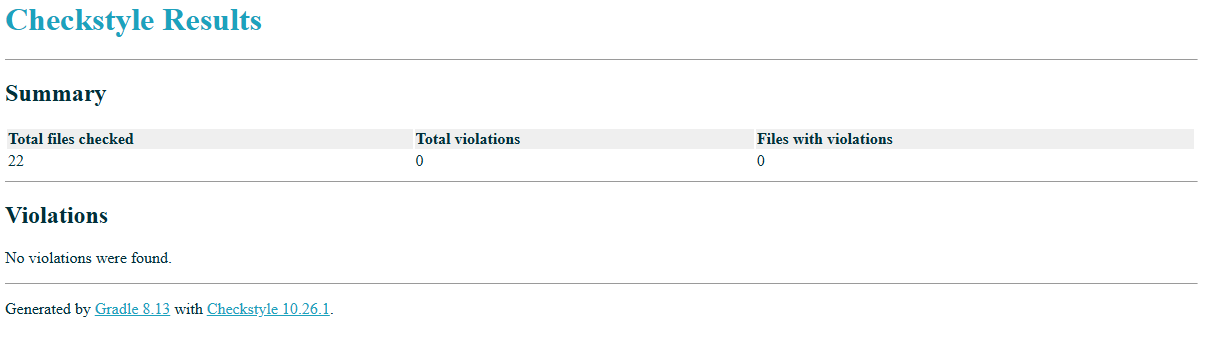 Checkstyle Results
Summary
Total files checked Total violations Files with violations
22 0 0
Violations
No violations were found.
Generated by Gradle 8.13 with Checkstyle 10.26.1.